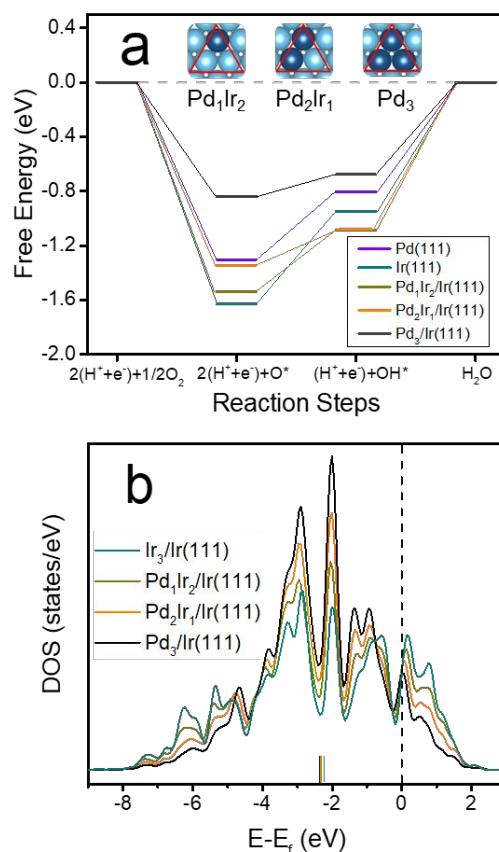 a
Pd₁Ir₂ Pd₂Ir₁ Pd₃
Free Energy (eV)
0.4
0.0
-0.4
-0.8
-1.2
-1.6
-2.0
Pd(111)
Ir(111)
Pd₁Ir₂/Ir(111)
Pd₂Ir₁/Ir(111)
Pd₃/Ir(111)
2(H⁺+e⁻)+1/2O₂ 2(H⁺+e⁻)+O* (H⁺+e⁻)+OH* H₂O
Reaction Steps
b
Ir₃/Ir(111)
Pd₁Ir₂/Ir(111)
Pd₂Ir₁/Ir(111)
Pd₃/Ir(111)
DOS (states/eV)
-8 -6 -4 -2 0 2
E-E_f (eV)